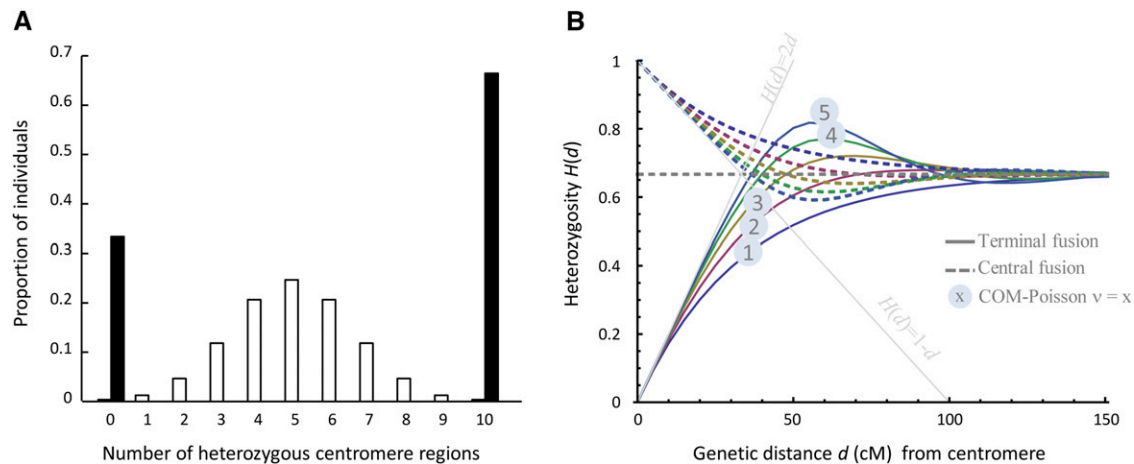 A
Proportion of individuals
0.7
0.6
0.5
0.4
0.3
0.2
0.1
0
0 1 2 3 4 5 6 7 8 9 10
Number of heterozygous centromere regions
B
Heterozygosity H(d)
1
0.8
0.6
0.4
0.2
0
H(d)=2d
H(d)=1-d
5
4
3
2
1
Terminal fusion
Central fusion
x COM-Poisson ν = x
0 50 100 150
Genetic distance d (cM) from centromere